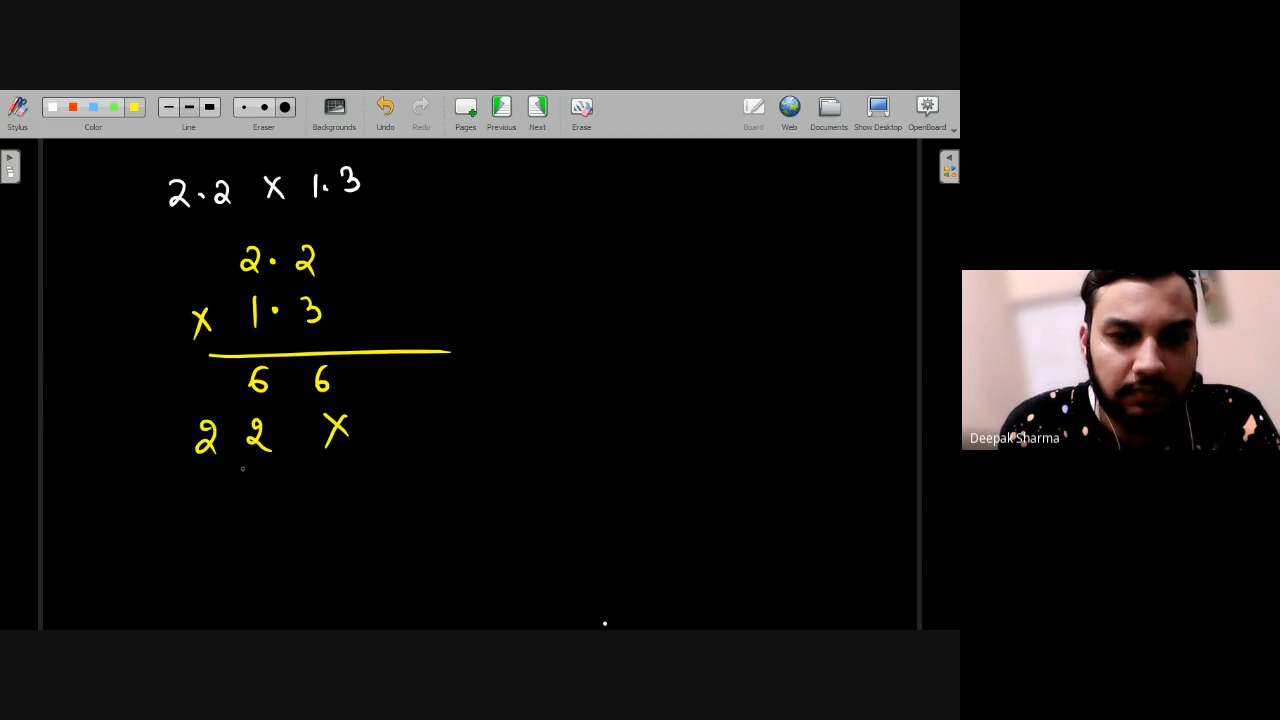 Stylus Color Line Eraser Backgrounds Undo Redo Pages Previous Next Erase Board Web Documents Show Desktop OpenBoard
2.2 x 1.3
2.2
x 1.3
6 6
2 2 x
Deepak Sharma